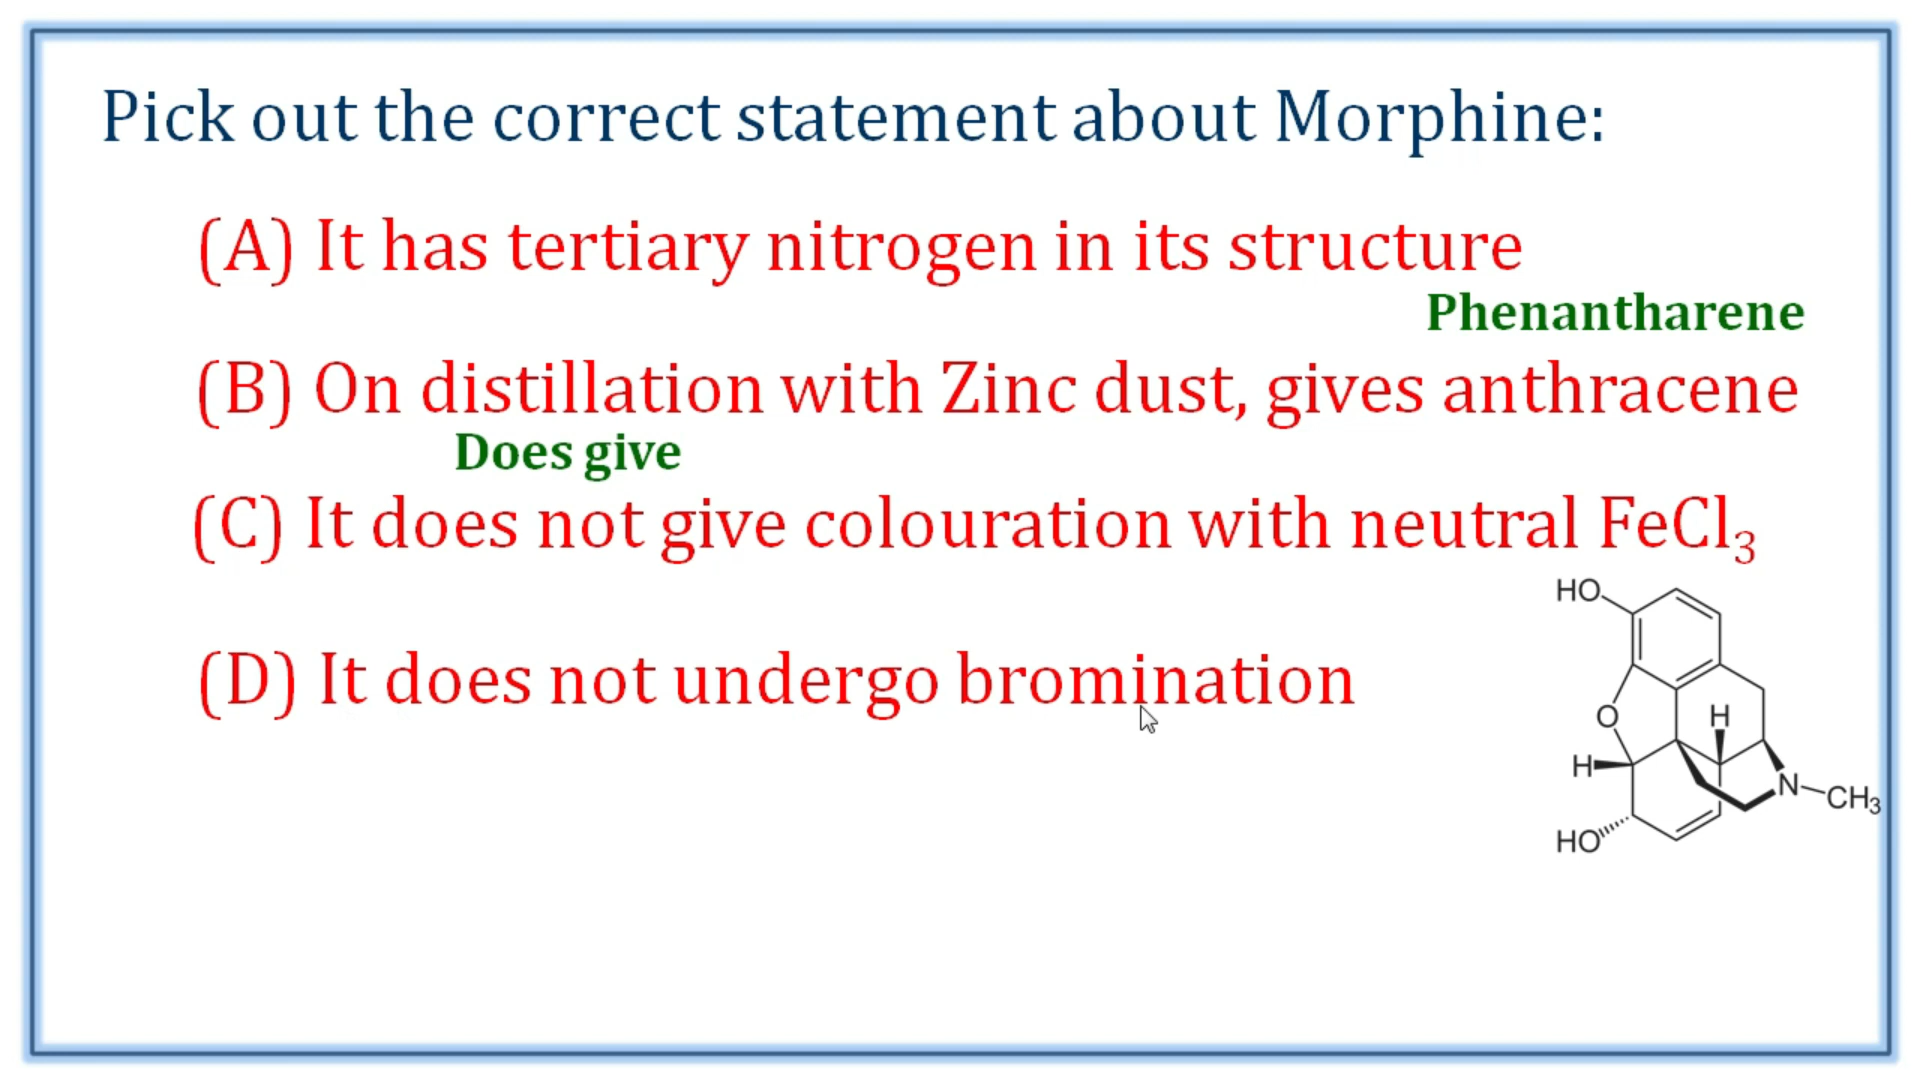 Pick out the correct statement about Morphine:
(A) It has tertiary nitrogen in its structure
Phenantharene
(B) On distillation with Zinc dust, gives anthracene
Does give
(C) It does not give colouration with neutral FeCl₃
(D) It does not undergo bromination
HO
O
H
H
N
CH₃
HO